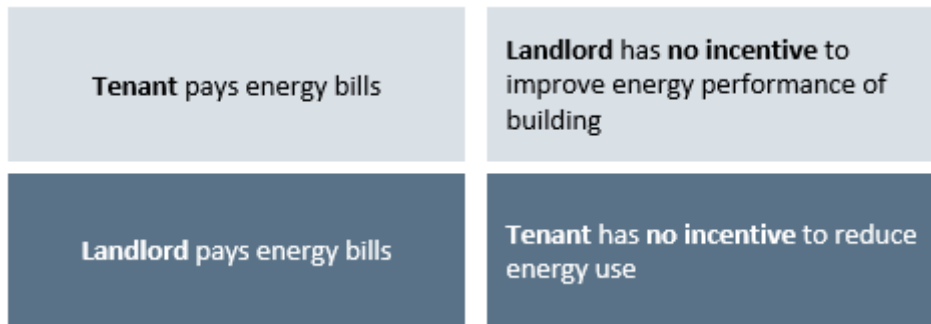 Tenant pays energy bills
Landlord has no incentive to
improve energy performance of
building
Landlord pays energy bills
Tenant has no incentive to reduce
energy use